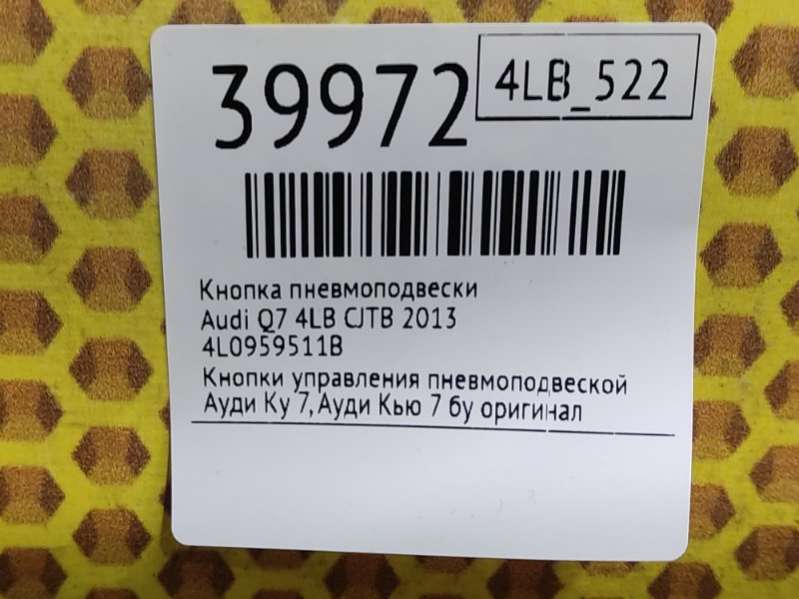 39972
4LB_522
Кнопка пневмоподвески
Audi Q7 4LB CJTB 2013
4L0959511B
Кнопки управления пневмоподвеской
Ауди Ку 7, Ауди Кью 7 бу оригинал